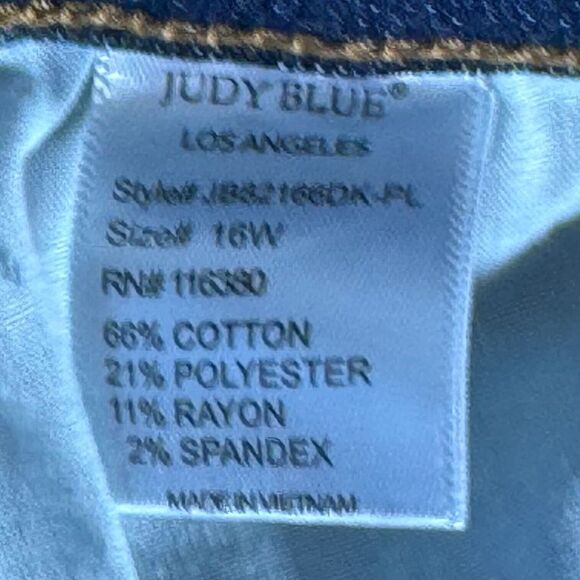 JUDY BLUE®
LOS ANGELES
Style# JB82166DK-PL
Size# 16W
RN# 116380
66% COTTON
21% POLYESTER
11% RAYON
2% SPANDEX
MADE IN VIETNAM